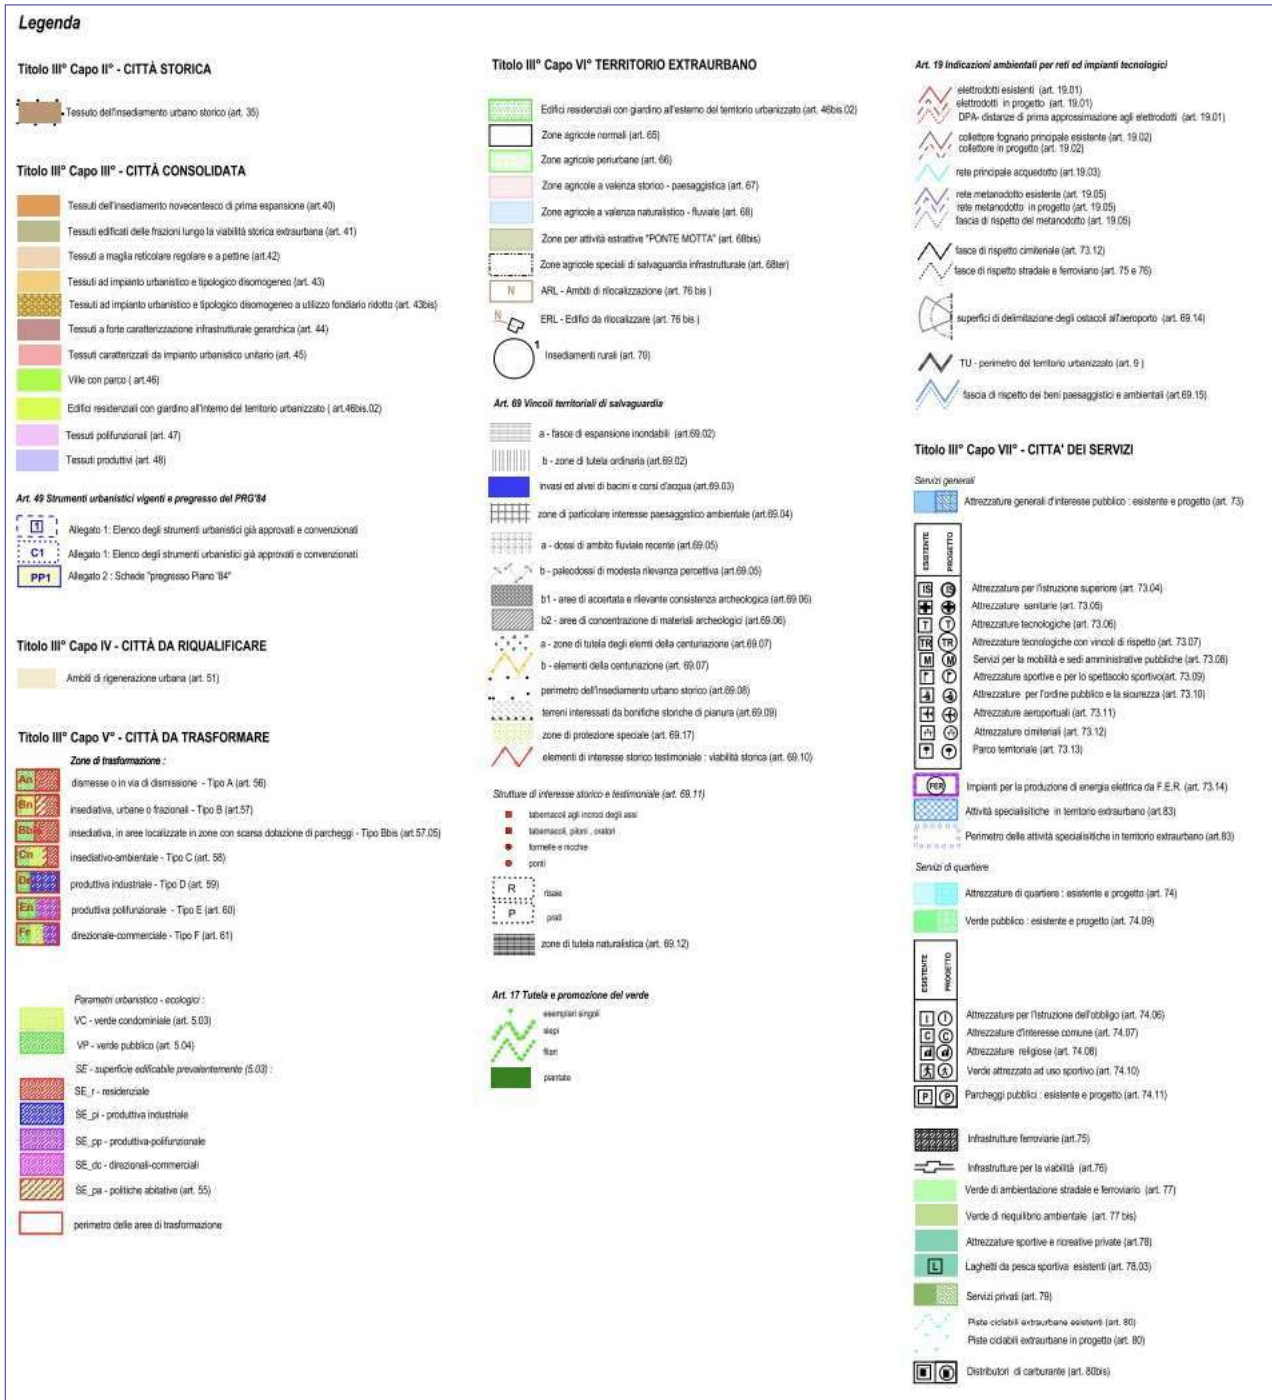 Legenda
Titolo III° Capo II° - CITTÀ STORICA
Tessuto dell'insediamento urbano storico (art. 35)
Titolo III° Capo III° - CITTÀ CONSOLIDATA
Tessuti dell'insediamento novecentesco di prima espansione (art.40)
Tessuti edificati delle frazioni lungo la viabilità storica extraurbana (art. 41)
Tessuti a maglia reticolare regolare e a pettine (art.42)
Tessuti ad impianto urbanistico e tipologico disomogeneo (art. 43)
Tessuti ad impianto urbanistico e tipologico disomogeneo a utilizzo fondiario ridotto (art. 43bis)
Tessuti a forte caratterizzazione infrastrutturale gerarchica (art. 44)
Tessuti caratterizzati da impianto urbanistico unitario (art. 45)
Ville con parco ( art.46)
Edifici residenziali con giardino all'interno del territorio urbanizzato ( art.46bis.02)
Tessuti polifunzionali (art. 47)
Tessuti produttivi (art. 48)
Art. 49 Strumenti urbanistici vigenti e pregresso del PRG'84
1 Allegato 1: Elenco degli strumenti urbanistici già approvati e convenzionati
C1 Allegato 1: Elenco degli strumenti urbanistici già approvati e convenzionati
PP1 Allegato 2 : Schede "pregresso Piano '84"
Titolo III° Capo IV - CITTÀ DA RIQUALIFICARE
Ambiti di rigenerazione urbana (art. 51)
Titolo III° Capo V° - CITTÀ DA TRASFORMARE
Zone di trasformazione :
An dismesse o in via di dismissione - Tipo A (art. 56)
Bn insediativa, urbane o frazionali - Tipo B (art.57)
insediativa, in aree localizzate in zone con scarsa dotazione di parcheggi - Tipo Bbis (art.57.05)
Cn insediativo-ambientale - Tipo C (art. 58)
produttiva industriale - Tipo D (art. 59)
En produttiva polifunzionale - Tipo E (art. 60)
direzionale-commerciale - Tipo F (art. 61)
Parametri urbanistico - ecologici :
VC - verde condominiale (art. 5.03)
VP - verde pubblico (art. 5.04)
SE - superficie edificabile prevalentemente (5.03) :
SE_r - residenziale
SE_pi - produttiva industriale
SE_pp - produttiva-polifunzionale
SE_dc - direzionali-commerciali
SE_pa - politiche abitative (art. 55)
perimetro delle aree di trasformazione
Titolo III° Capo VI° TERRITORIO EXTRAURBANO
Edifici residenziali con giardino all'esterno del territorio urbanizzato (art. 46bis.02)
Zone agricole normali (art. 65)
Zone agricole periurbane (art. 66)
Zone agricole a valenza storico - paesaggistica (art. 67)
Zone agricole a valenza naturalistico - fluviale (art. 68)
Zone per attività estrattive "PONTE MOTTA" (art. 68bis)
Zone agricole speciali di salvaguardia infrastrutturale (art. 68ter)
N ARL - Ambiti di rilocalizzazione (art. 76 bis )
N ERL - Edifici da rilocalizzare (art. 76 bis )
1 Insediamenti rurali (art. 70)
Art. 69 Vincoli territoriali di salvaguardia
a - fasce di espansione inondabili (art.69.02)
b - zone di tutela ordinaria (art.69.02)
invasi ed alvei di bacini e corsi d'acqua (art.69.03)
zone di particolare interesse paesaggistico ambientale (art.69.04)
a - dossi di ambito fluviale recente (art.69.05)
b - paleodossi di modesta rilevanza percettiva (art.69.05)
b1 - aree di accertata e rilevante consistenza archeologica (art.69.06)
b2 - aree di concentrazione di materiali archeologici (art.69.06)
a - zone di tutela degli elemti della centuriazione (art.69.07)
b - elementi della centuriazione (art. 69.07)
perimetro dell'insediamento urbano storico (art.69.08)
terreni interessati da bonifiche storiche di pianura (art.69.09)
zone di protezione speciale (art. 69.17)
elementi di interesse storico testimoniale : viabilità storica (art. 69.10)
Strutture di interesse storico e testimoniale (art. 69.11)
tabernacoli agli incroci degli assi
tabernacoli, piloni , oratori
formelle e nicchie
ponti
R risaie
P prati
zone di tutela naturalistica (art. 69.12)
Art. 17 Tutela e promozione del verde
esemplari singoli
siepi
filari
piantate
Art. 19 Indicazioni ambientali per reti ed impianti tecnologici
elettrodotti esistenti (art. 19.01)
elettrodotti in progetto (art. 19.01)
DPA- distanze di prima approssimazione agli elettrodotti (art. 19.01)
collettore fognario principale esistente (art. 19.02)
collettore in progetto (art. 19.02)
rete principale acquedotto (art.19.03)
rete metanodotto esistente (art. 19.05)
rete metanodotto in progetto (art. 19.05)
fascia di rispetto del metanodotto (art. 19.05)
fasce di rispetto cimiteriale (art. 73.12)
fasce di rispetto stradale e ferroviario (art. 75 e 76)
superfici di delimitazione degli ostacoli all'aeroporto (art. 69.14)
TU - perimetro del territorio urbanizzato (art. 9 )
fascia di rispetto dei beni paesaggistici e ambientali (art.69.15)
Titolo III° Capo VII° - CITTA' DEI SERVIZI
Servizi generali
Attrezzature generali d'interesse pubblico : esistente e progetto (art. 73)
ESISTENTE PROGETTO
IS IS Attrezzature per l'istruzione superiore (art. 73.04)
Attrezzature sanitarie (art. 73.05)
T T Attrezzature tecnologiche (art. 73.06)
TR TR Attrezzature tecnologiche con vincoli di rispetto (art. 73.07)
M M Servizi per la mobilità e sedi amministrative pubbliche (art. 73.08)
Attrezzature sportive e per lo spettacolo sportivo(art. 73.09)
Attrezzature per l'ordine pubblico e la sicurezza (art. 73.10)
Attrezzature aeroportuali (art. 73.11)
Attrezzature cimiteriali (art. 73.12)
Parco territoriale (art. 73.13)
FER Impianti per la produzione di energia elettrica da F.E.R. (art. 73.14)
Attività specialisitiche in territorio extraurbano (art.83)
Perimetro delle attività specialisitiche in territorio extraurbano (art.83)
Servizi di quartiere
Attrezzature di quartiere : esistente e progetto (art. 74)
Verde pubblico : esistente e progetto (art. 74.09)
ESISTENTE PROGETTO
I I Attrezzature per l'istruzione dell'obbligo (art. 74.06)
C C Attrezzature d'interesse comune (art. 74.07)
Attrezzature religiose (art. 74.08)
Verde attrezzato ad uso sportivo (art. 74.10)
P P Parcheggi pubblici : esistente e progetto (art. 74.11)
Infrastrutture ferroviarie (art.75)
Infrastrutture per la viabilità (art.76)
Verde di ambientazione stradale e ferroviario (art. 77)
Verde di riequilibrio ambientale (art. 77 bis)
Attrezzature sportive e ricreative private (art.78)
L Laghetti da pesca sportiva esistenti (art. 78.03)
Servizi privati (art. 79)
Piste ciclabili extraurbane esistenti (art. 80)
Piste ciclabili extraurbane in progetto (art. 80)
Distributori di carburante (art. 80bis)